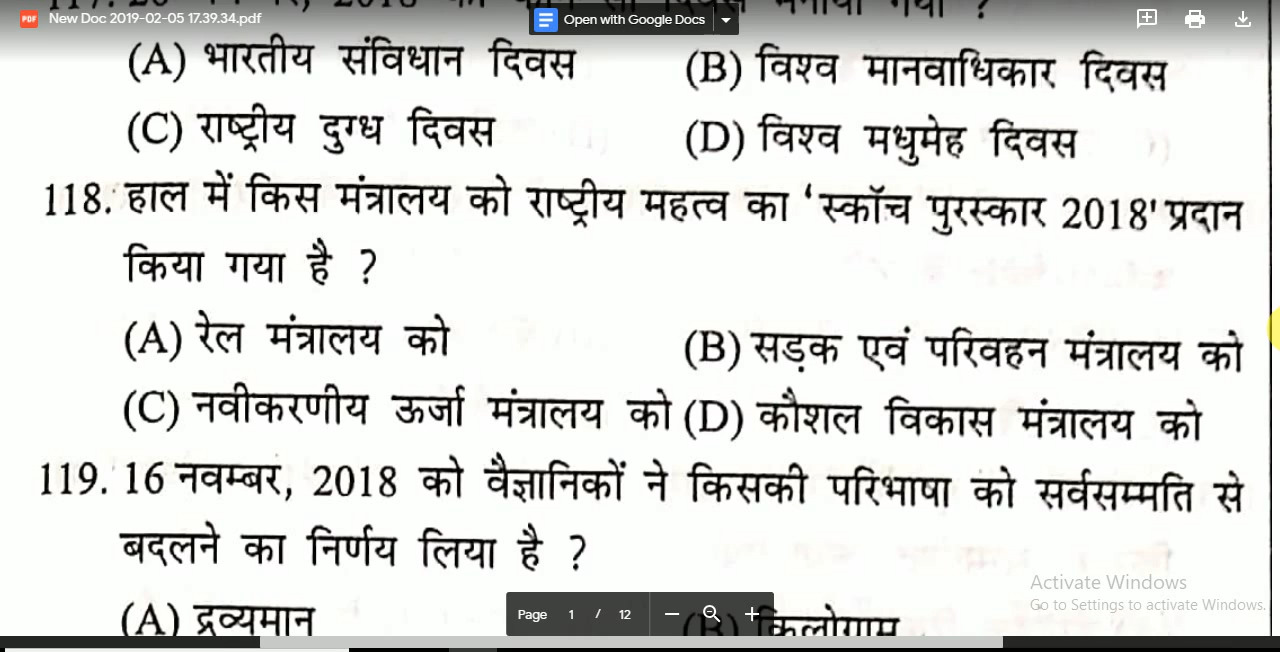 New Doc 2019-02-05 17.39.34.pdf
Open with Google Docs
(A) भारतीय संविधान दिवस (B) विश्व मानवाधिकार दिवस
(C) राष्ट्रीय दुग्ध दिवस (D) विश्व मधुमेह दिवस
118. हाल में किस मंत्रालय को राष्ट्रीय महत्व का ‘स्कॉच पुरस्कार 2018' प्रदान
किया गया है ?
(A) रेल मंत्रालय को (B) सड़क एवं परिवहन मंत्रालय को
(C) नवीकरणीय ऊर्जा मंत्रालय को (D) कौशल विकास मंत्रालय को
119. 16 नवम्बर, 2018 को वैज्ञानिकों ने किसकी परिभाषा को सर्वसम्मति से
बदलने का निर्णय लिया है ?
(A) द्रव्यमान (B) किलोग्राम
Page 1 / 12
Activate Windows
Go to Settings to activate Windows.